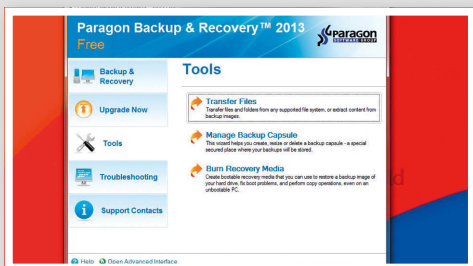 Paragon Backup & Recovery™ 2013
Free
Paragon
SOFTWARE GROUP
Backup &
Recovery
Upgrade Now
Tools
Troubleshooting
Support Contacts
Tools
Transfer Files
Transfer files and folders from any supported file system, or extract content from
backup images.
Manage Backup Capsule
This wizard helps you create, resize or delete a backup capsule - a special
secured place where your backups will be stored.
Burn Recovery Media
Create bootable recovery media that you can use to restore a backup image of
your hard drive, fix boot problems, and perform copy operations, even on an
unbootable PC.
Help
Open Advanced Interface